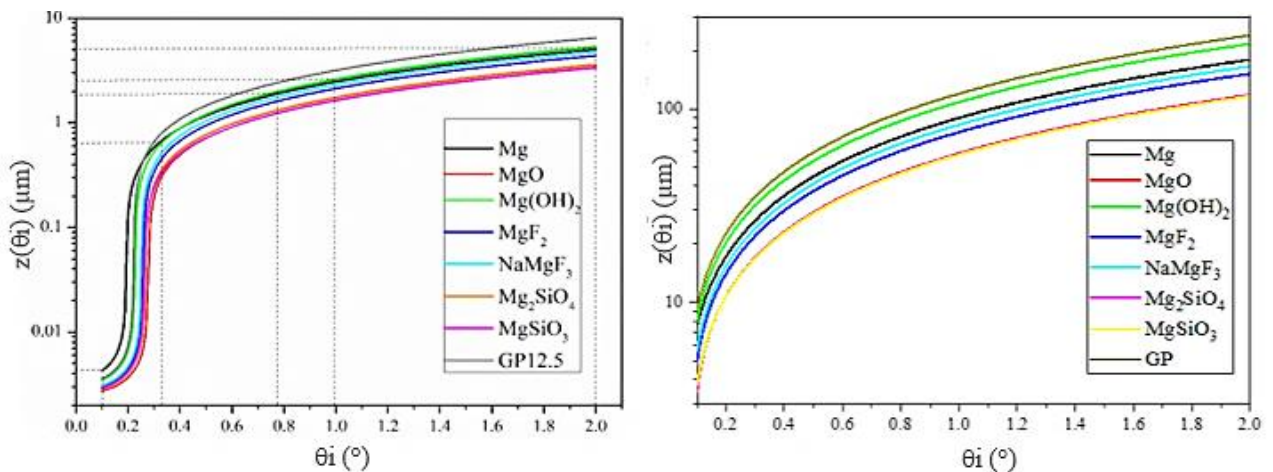 10
1
0.1
0.01
z(θi) (µm)
0.0 0.2 0.4 0.6 0.8 1.0 1.2 1.4 1.6 1.8 2.0
θi (°)
Mg
MgO
Mg(OH)₂
MgF₂
NaMgF₃
Mg₂SiO₄
MgSiO₃
GP12.5
100
10
z(θi) (µm)
0.2 0.4 0.6 0.8 1.0 1.2 1.4 1.6 1.8 2.0
θi (°)
Mg
MgO
Mg(OH)₂
MgF₂
NaMgF₃
Mg₂SiO₄
MgSiO₃
GP